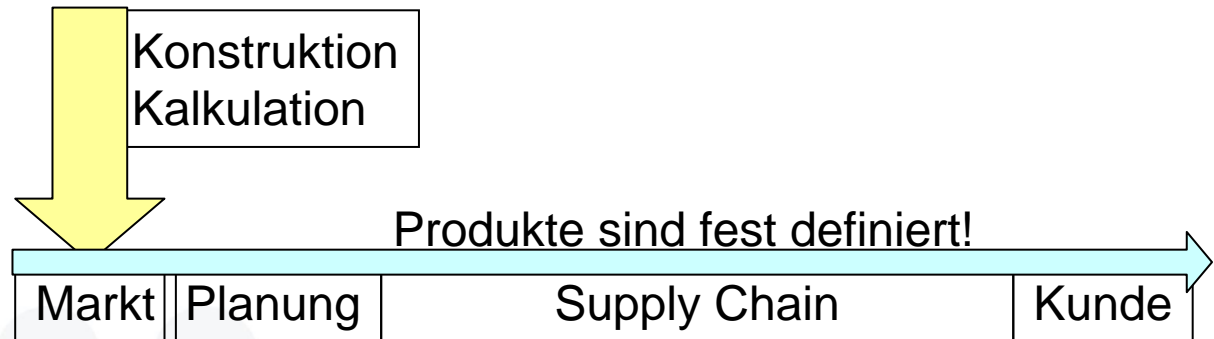 Konstruktion
Kalkulation
Produkte sind fest definiert!
Markt Planung Supply Chain Kunde